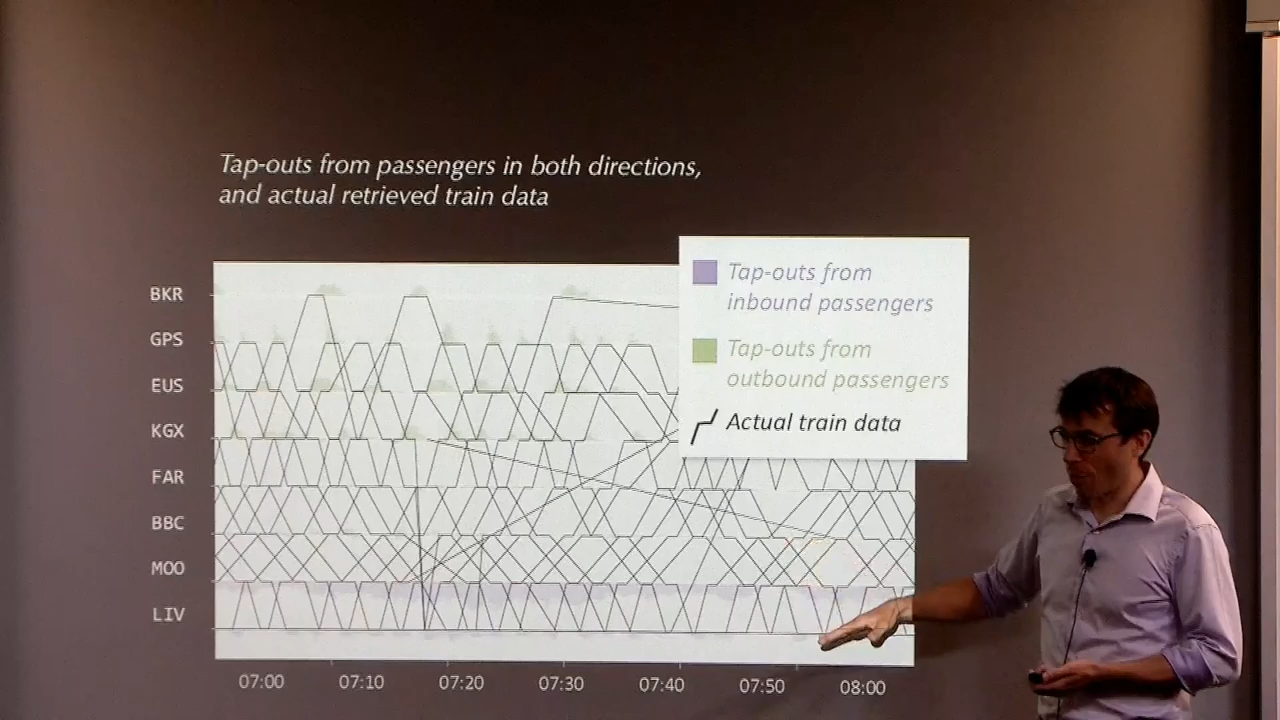 Tap-outs from passengers in both directions,
and actual retrieved train data
Tap-outs from
inbound passengers
Tap-outs from
outbound passengers
Actual train data
BKR
GPS
EUS
KGX
FAR
BBC
MOO
LIV
07:00 07:10 07:20 07:30 07:40 07:50 08:00